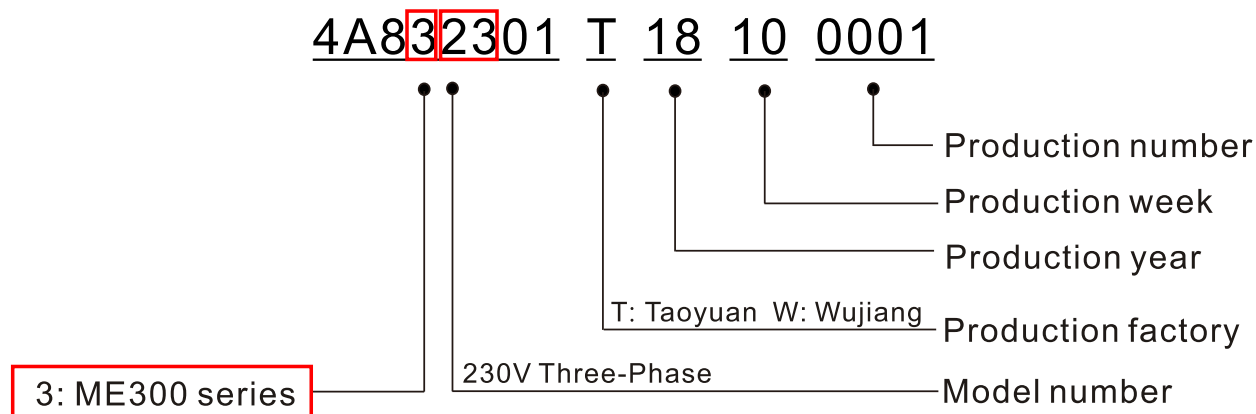 4A832301 T 18 10 0001
Production number
Production week
Production year
T: Taoyuan W: Wujiang
Production factory
230V Three-Phase
3: ME300 series
Model number